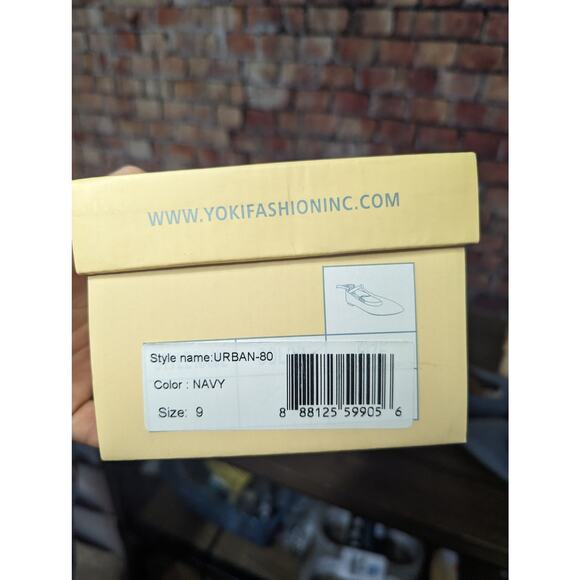 WWW.YOKIFASHIONINC.COM
Style name:URBAN-80
Color : NAVY
Size: 9
8 88125 59905 6